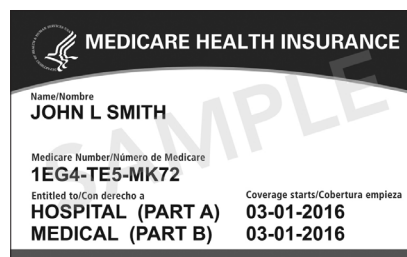 MEDICARE HEALTH INSURANCE
Name/Nombre
JOHN L SMITH
Medicare Number/Número de Medicare
1EG4-TE5-MK72
Entitled to/Con derecho a Coverage starts/Cobertura empieza
HOSPITAL (PART A) 03-01-2016
MEDICAL (PART B) 03-01-2016
SAMPLE